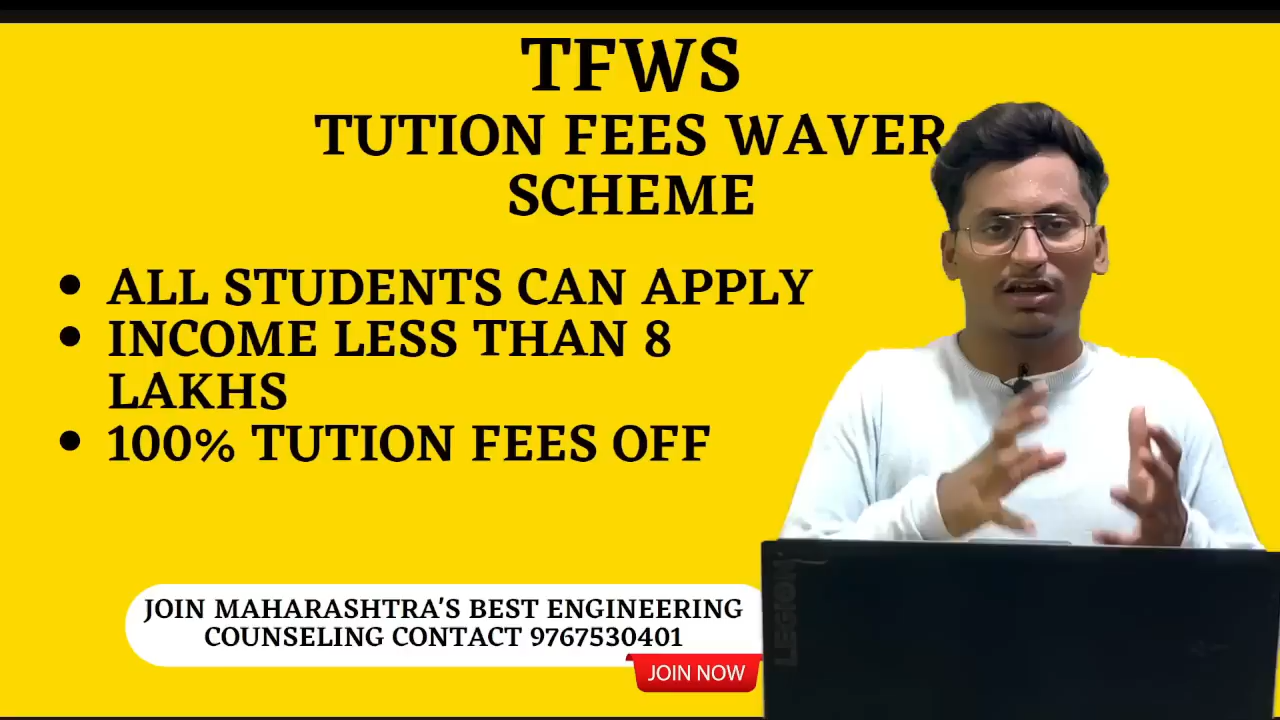 TFWS
TUTION FEES WAVER
SCHEME
• ALL STUDENTS CAN APPLY
• INCOME LESS THAN 8
LAKHS
• 100% TUTION FEES OFF
JOIN MAHARASHTRA'S BEST ENGINEERING
COUNSELING CONTACT 9767530401
JOIN NOW
LEGION